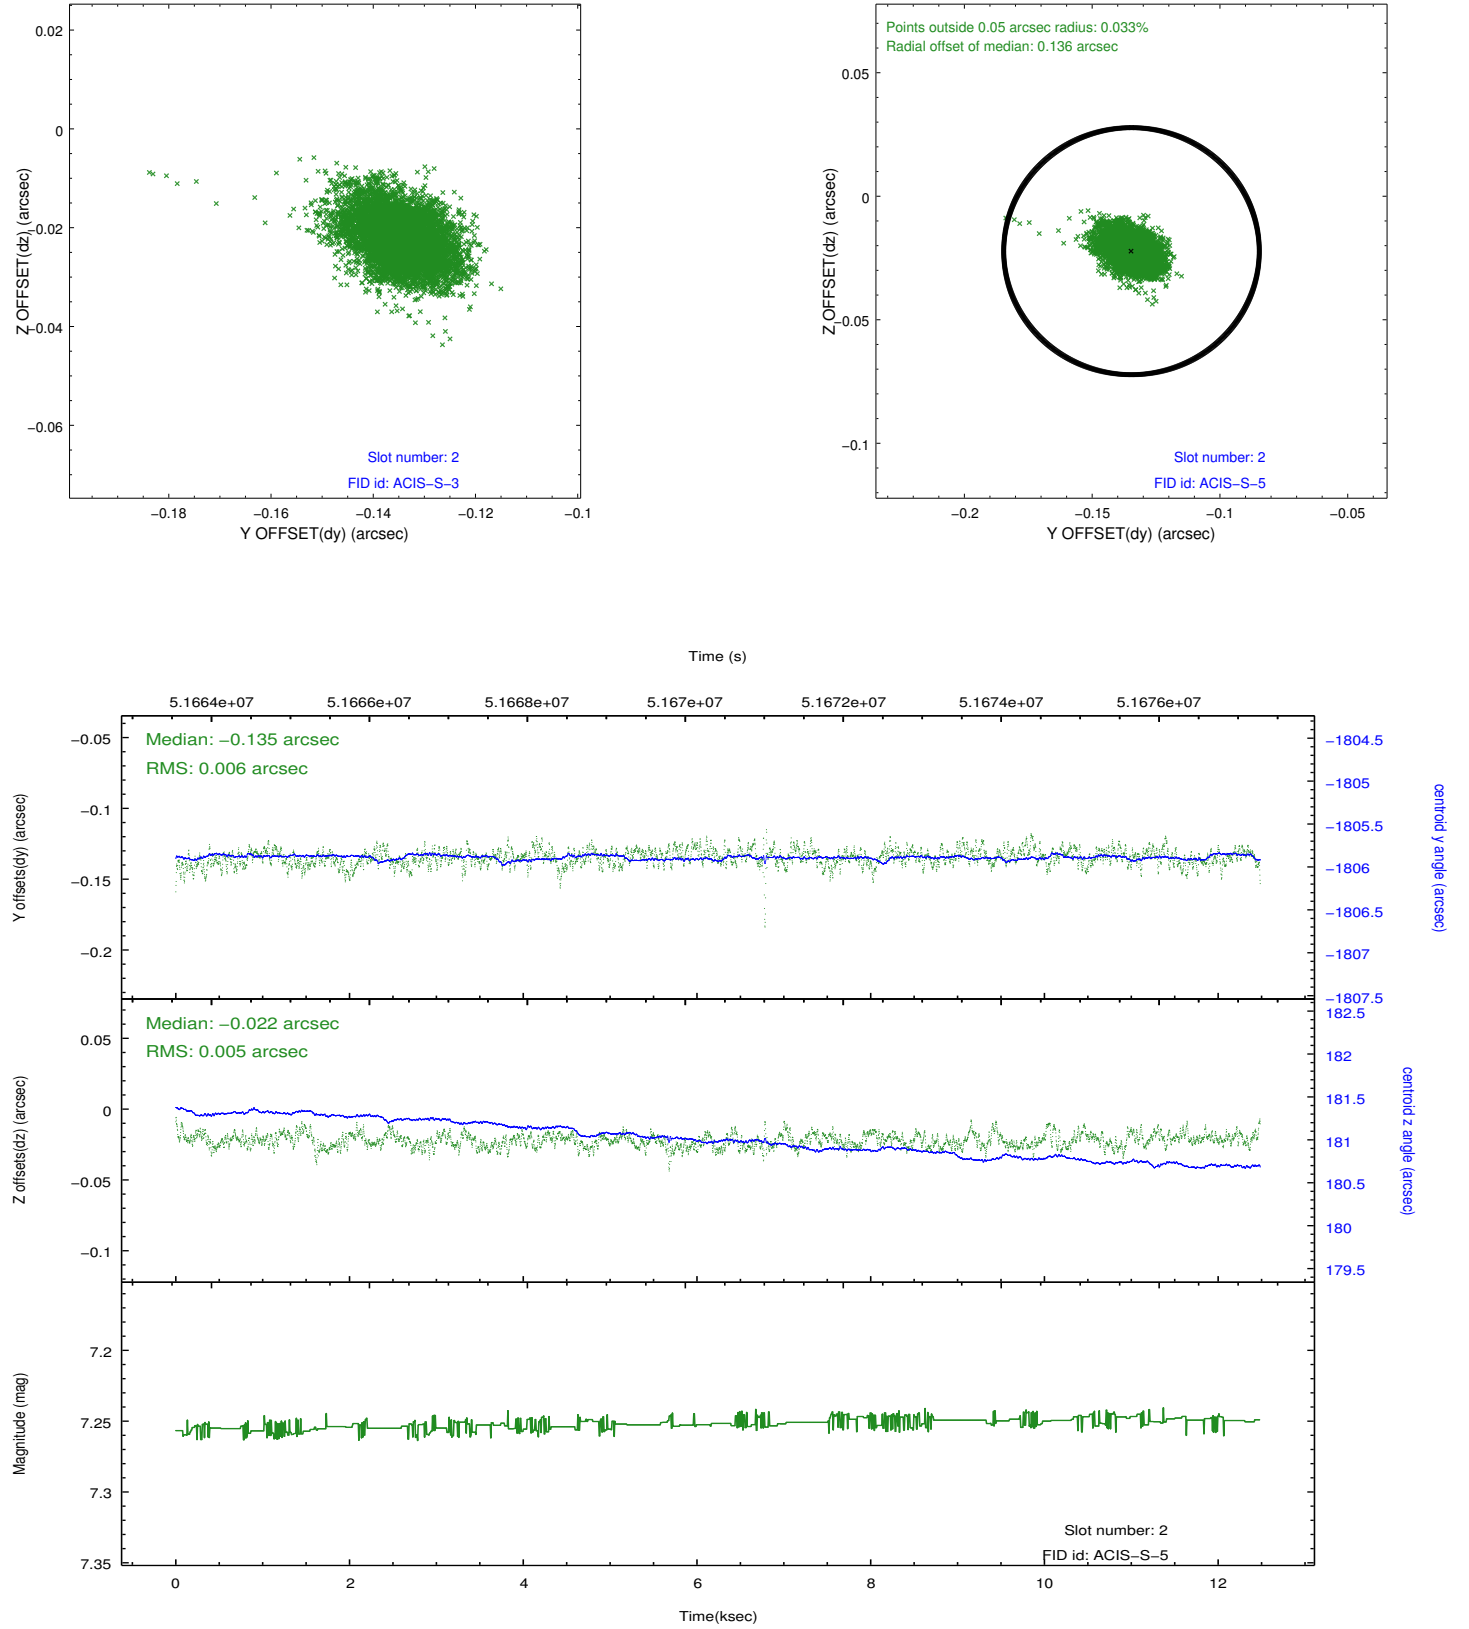 0.02
0
−0.02
−0.04
−0.06
Z OFFSET(dz) (arcsec)
−0.18
−0.16
−0.14
−0.12
−0.1
Y OFFSET(dy) (arcsec)
Slot number: 2
FID id: ACIS−S−3
Points outside 0.05 arcsec radius: 0.033%
Radial offset of median: 0.136 arcsec
0.05
0
−0.05
−0.1
Z OFFSET(dz) (arcsec)
−0.2
−0.15
−0.1
−0.05
Y OFFSET(dy) (arcsec)
Slot number: 2
FID id: ACIS−S−5
Time (s)
5.1664e+07 5.1666e+07 5.1668e+07 5.167e+07 5.1672e+07 5.1674e+07 5.1676e+07
Median: −0.135 arcsec
RMS: 0.006 arcsec
−0.05
−0.1
−0.15
−0.2
Y offsets(dy) (arcsec)
−1804.5
−1805
−1805.5
−1806
−1806.5
−1807
−1807.5
centroid y angle (arcsec)
Median: −0.022 arcsec
RMS: 0.005 arcsec
0.05
0
−0.05
−0.1
Z offsets(dz) (arcsec)
182.5
182
181.5
181
180.5
180
179.5
centroid z angle (arcsec)
7.2
7.25
7.3
7.35
Magnitude (mag)
Slot number: 2
FID id: ACIS−S−5
0 2 4 6 8 10 12
Time(ksec)